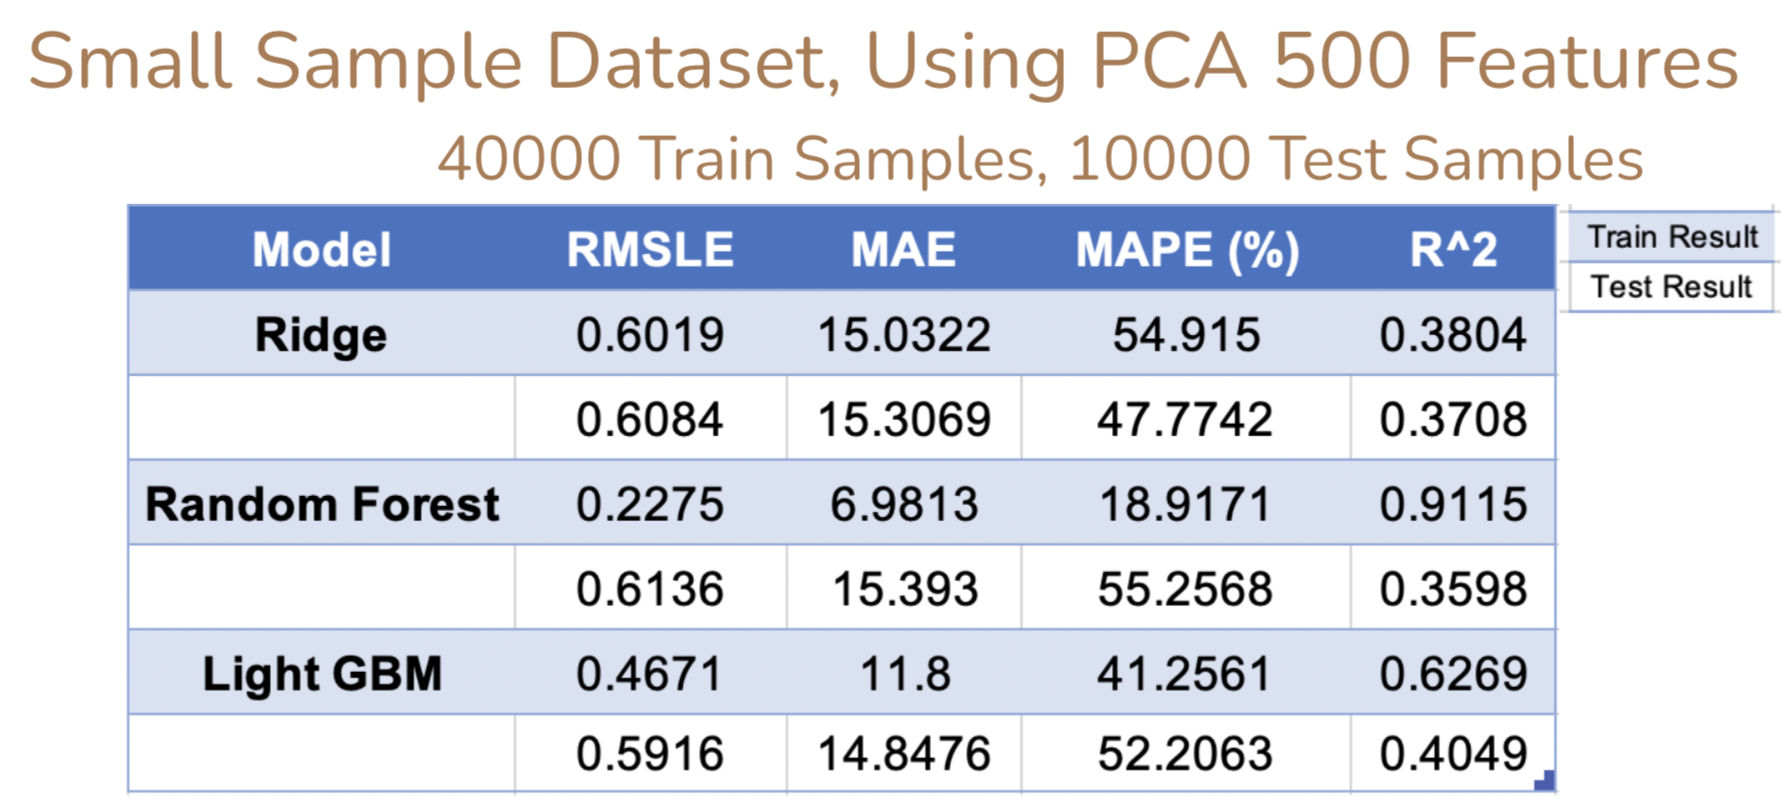 Small Sample Dataset, Using PCA 500 Features
40000 Train Samples, 10000 Test Samples
Model RMSLE MAE MAPE (%) R^2
Train Result
Test Result
Ridge 0.6019 15.0322 54.915 0.3804
0.6084 15.3069 47.7742 0.3708
Random Forest 0.2275 6.9813 18.9171 0.9115
0.6136 15.393 55.2568 0.3598
Light GBM 0.4671 11.8 41.2561 0.6269
0.5916 14.8476 52.2063 0.4049